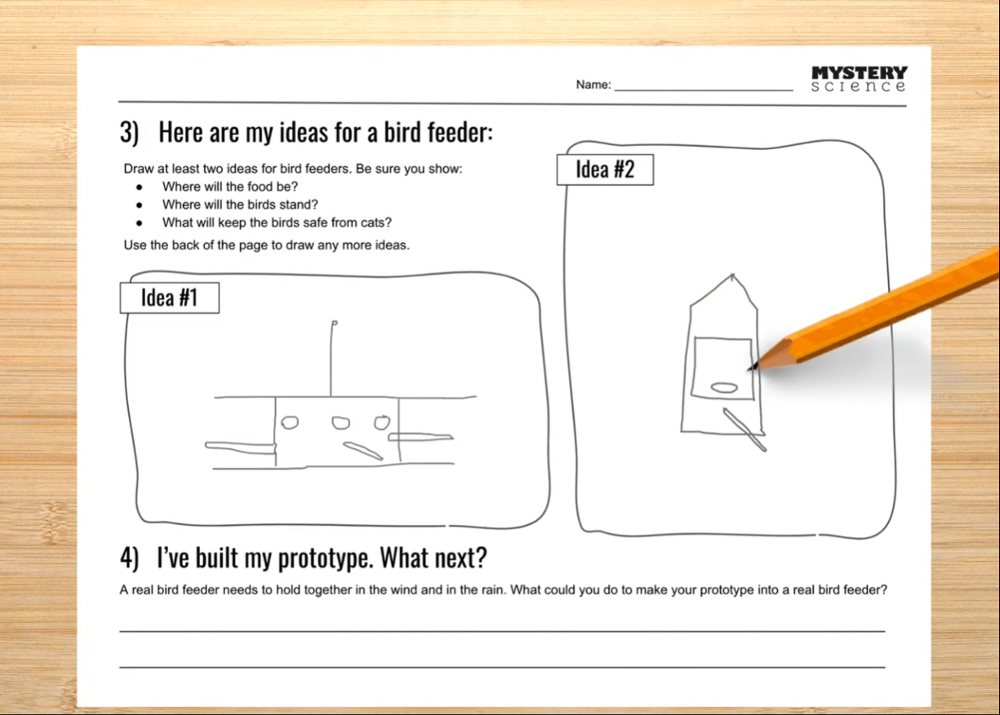 Name:
MYSTERY
science
3) Here are my ideas for a bird feeder:
Draw at least two ideas for bird feeders. Be sure you show:
● Where will the food be?
● Where will the birds stand?
● What will keep the birds safe from cats?
Use the back of the page to draw any more ideas.
Idea #1
Idea #2
4) I've built my prototype. What next?
A real bird feeder needs to hold together in the wind and in the rain. What could you do to make your prototype into a real bird feeder?